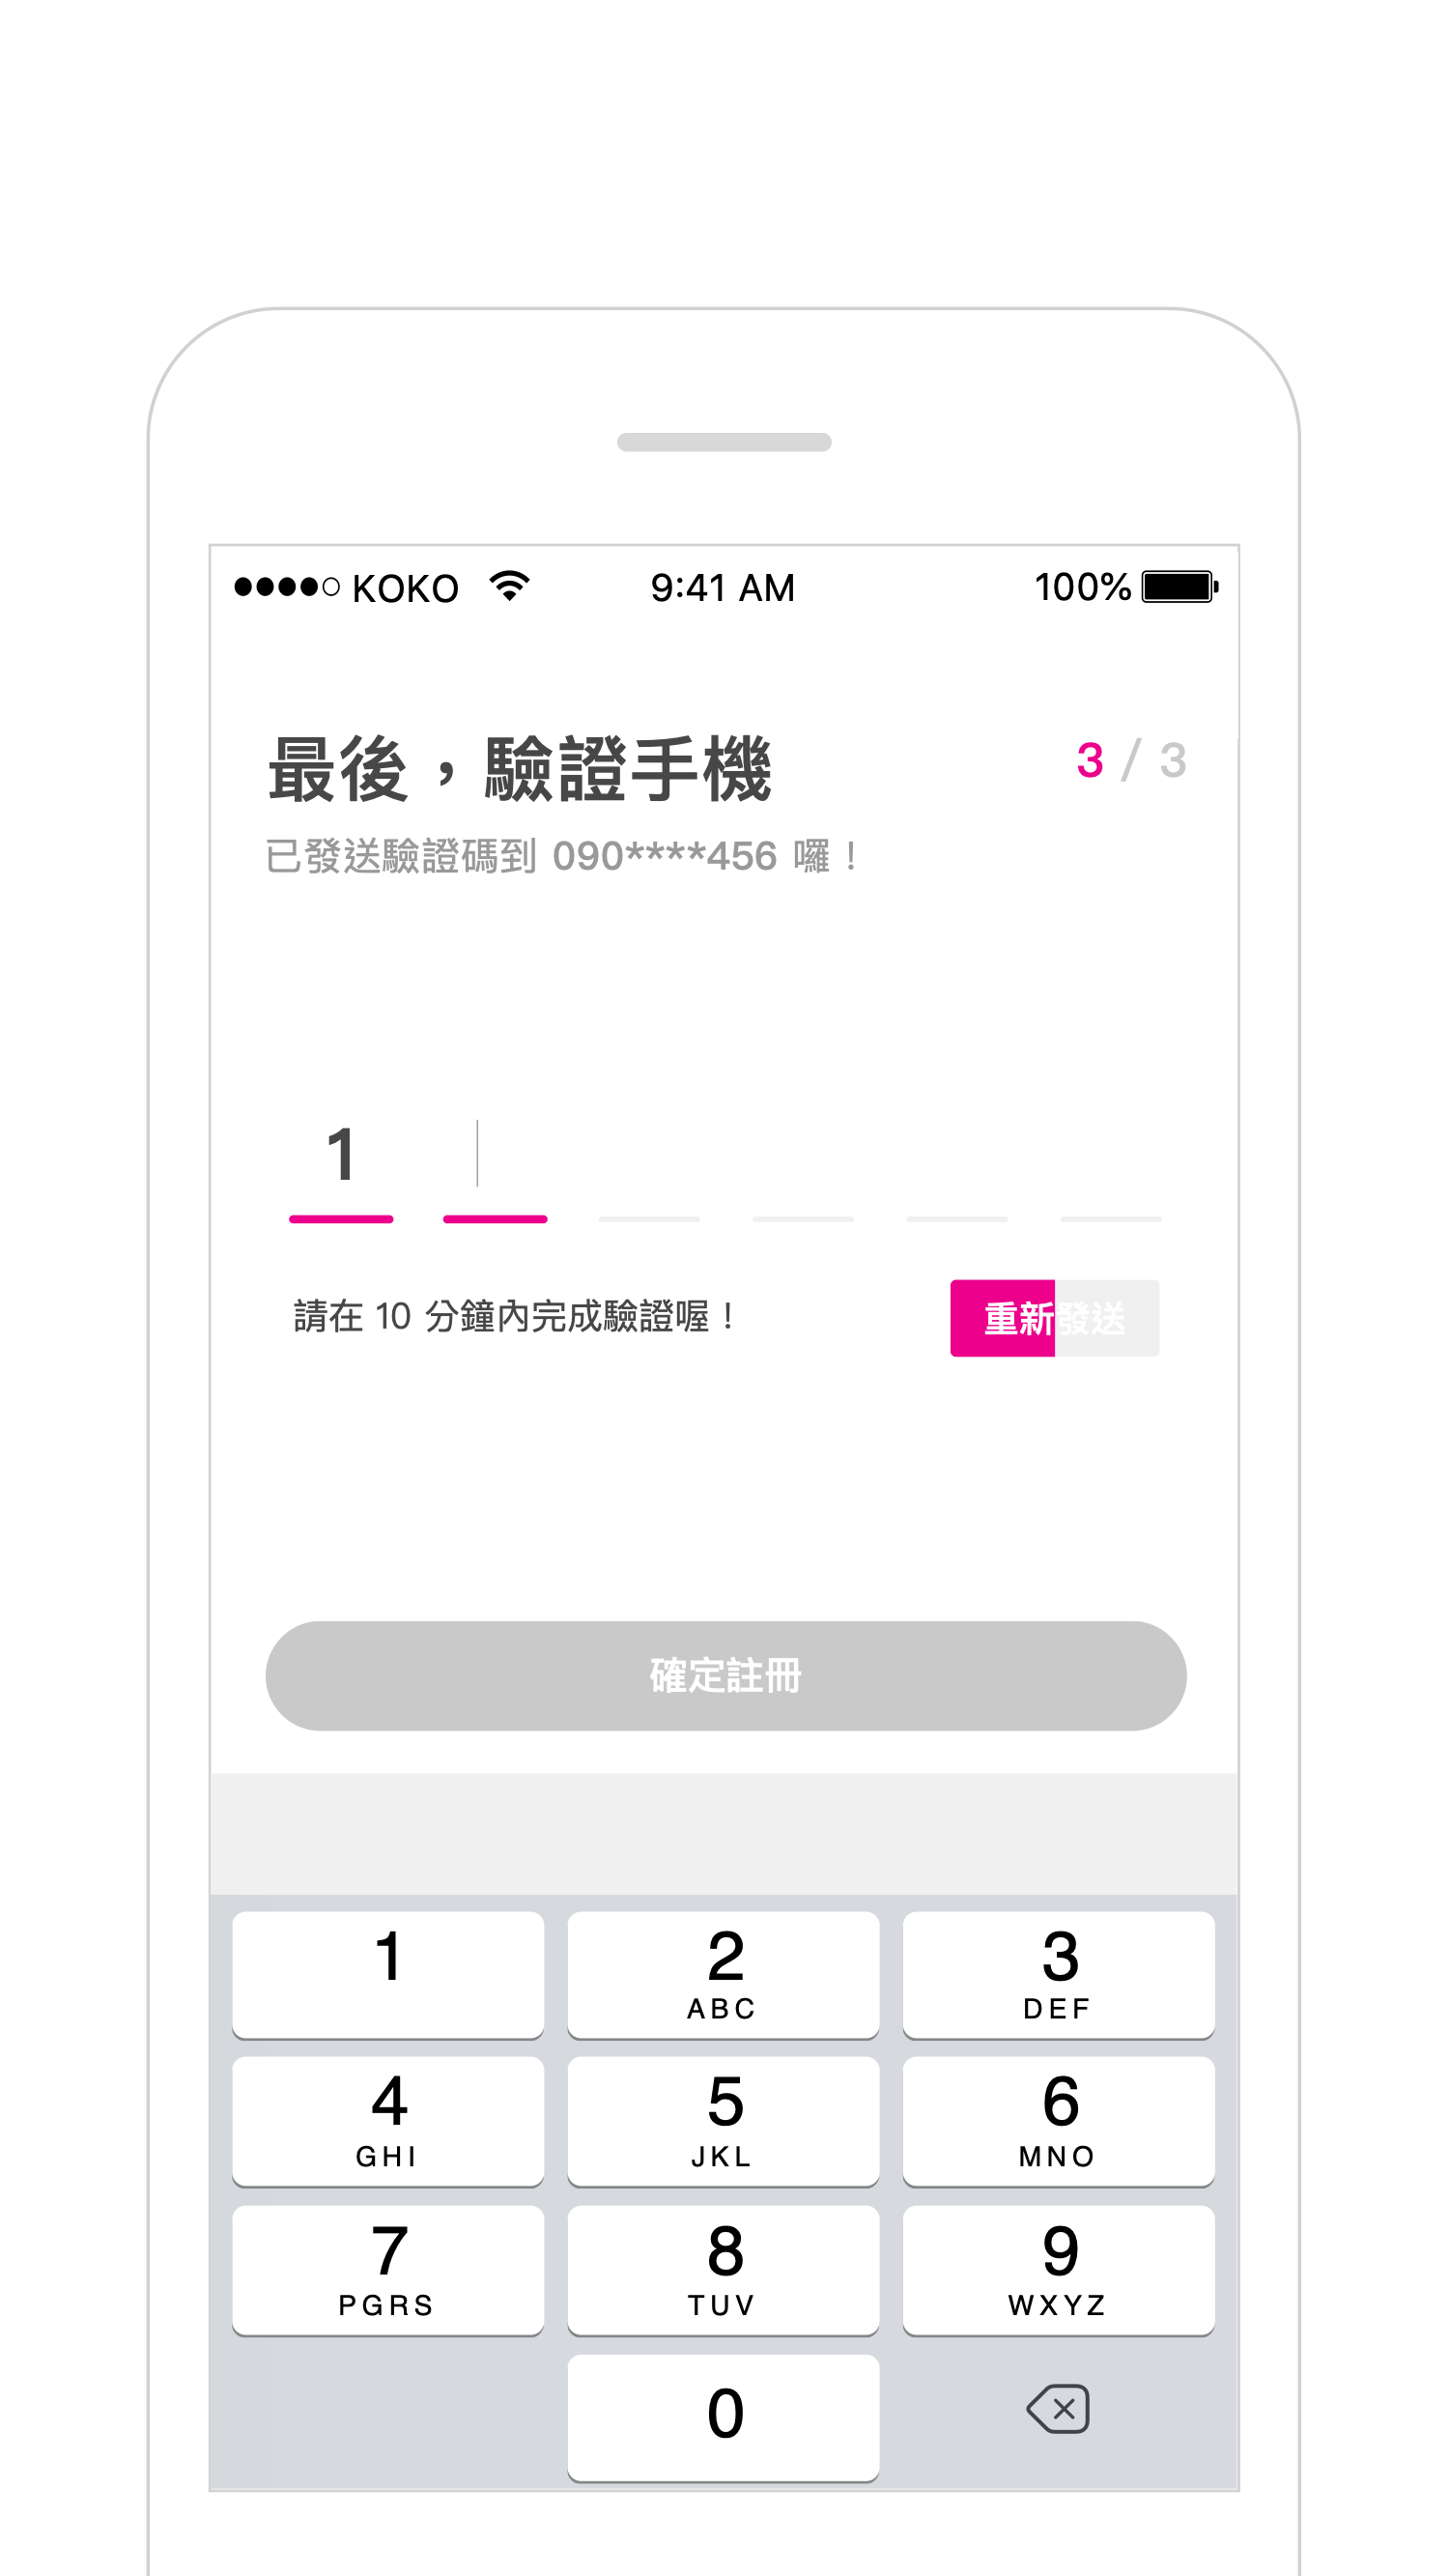 KOKO 9:41 AM 100%
最後，驗證手機 3 / 3
已發送驗證碼到 090****456 囉！
1
請在 10 分鐘內完成驗證喔！ 重新發送
確定註冊
1 2 3
ABC DEF
4 5 6
GHI JKL MNO
7 8 9
PGRS TUV WXYZ
0